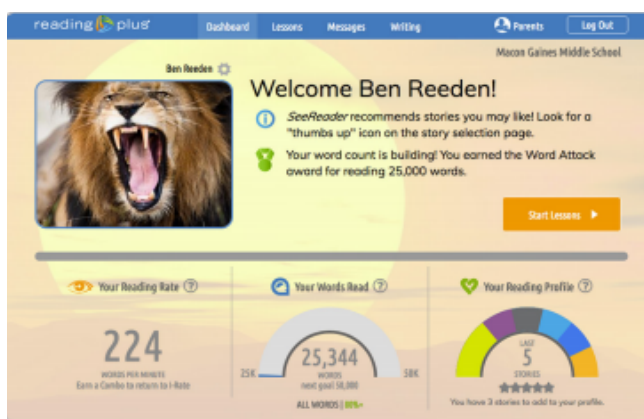 reading plus
Dashboard Lessons Messages Writing Parents Log Out
Macon Gaines Middle School
Ben Reeden
Welcome Ben Reeden!
SeeReader recommends stories you may like! Look for a
"thumbs up" icon on the story selection page.
Your word count is building! You earned the Word Attack
award for reading 25,000 words.
Start Lessons
Your Reading Rate ?
224
WORDS PER MINUTE
Earn a Combo to return to I-Rate
Your Words Read ?
25K
25,344
WORDS
50K
next goal 50,000
ALL WORDS | 80%+
Your Reading Profile ?
LAST
5
STORIES
You have 3 stories to add to your profile.